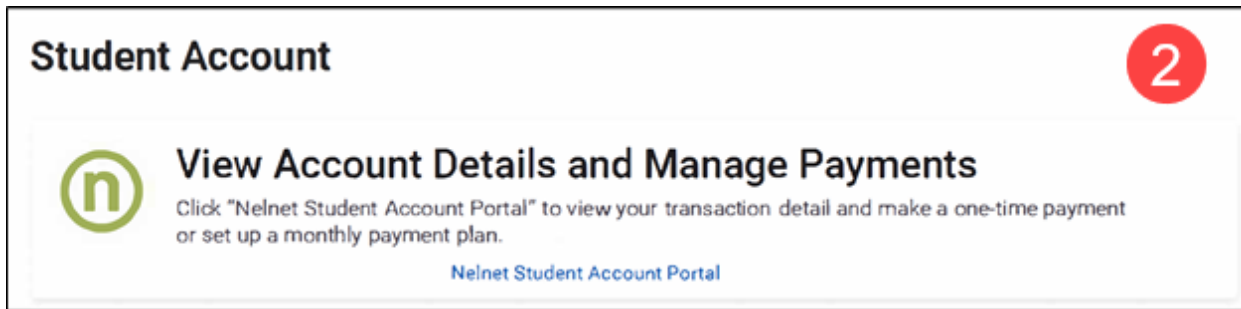 Student Account
2
n
View Account Details and Manage Payments
Click "Nelnet Student Account Portal" to view your transaction detail and make a one-time payment
or set up a monthly payment plan.
Nelnet Student Account Portal